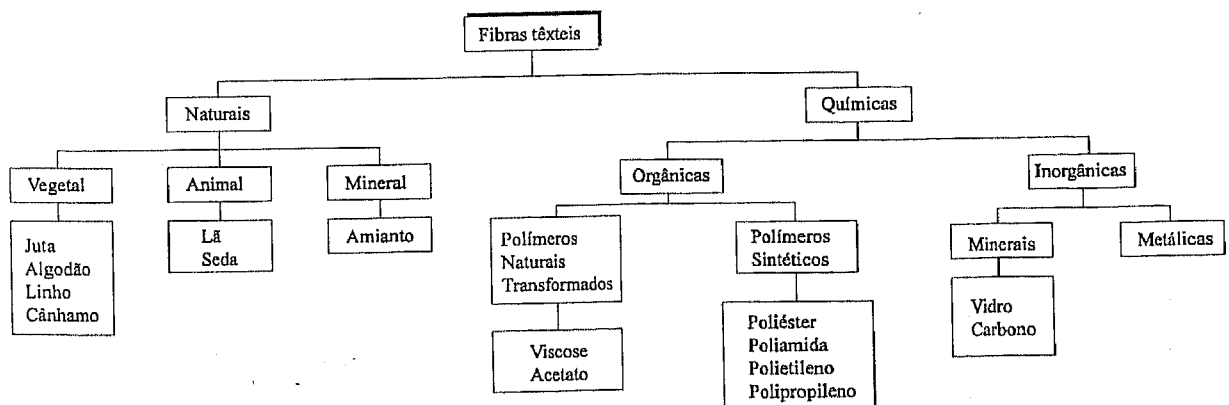 Fibras têxteis
Naturais
Químicas
Vegetal
Animal
Mineral
Orgânicas
Inorgânicas
Juta
Algodão
Linho
Cânhamo
Lã
Seda
Amianto
Polímeros
Naturais
Transformados
Polímeros
Sintéticos
Minerais
Metálicas
Viscose
Acetato
Poliéster
Poliamida
Polietileno
Polipropileno
Vidro
Carbono